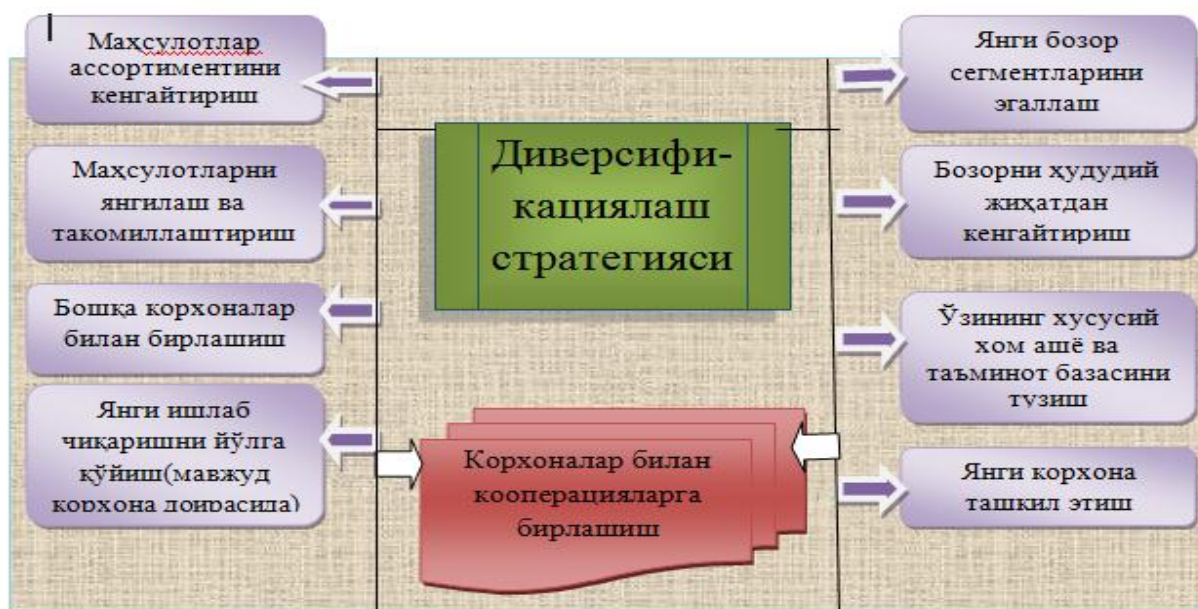 Маҳсулотлар
ассортиментини
кенгайтириш
Маҳсулотларни
янгилаш ва
такомиллаштириш
Бошқа корхоналар
билан бирлашиш
Янги ишлаб
чиқаришни йўлга
қўйиш(мавжуд
корхона доирасида)
Диверсифи-
кациялаш
стратегияси
Корхоналар билан
кооперацияларга
бирлашиш
Янги бозор
сегментларини
эгаллаш
Бозорни ҳудудий
жиҳатдан
кенгайтириш
Ўзининг хусусий
хом ашё ва
таъминот базасини
тузиш
Янги корхона
ташкил этиш